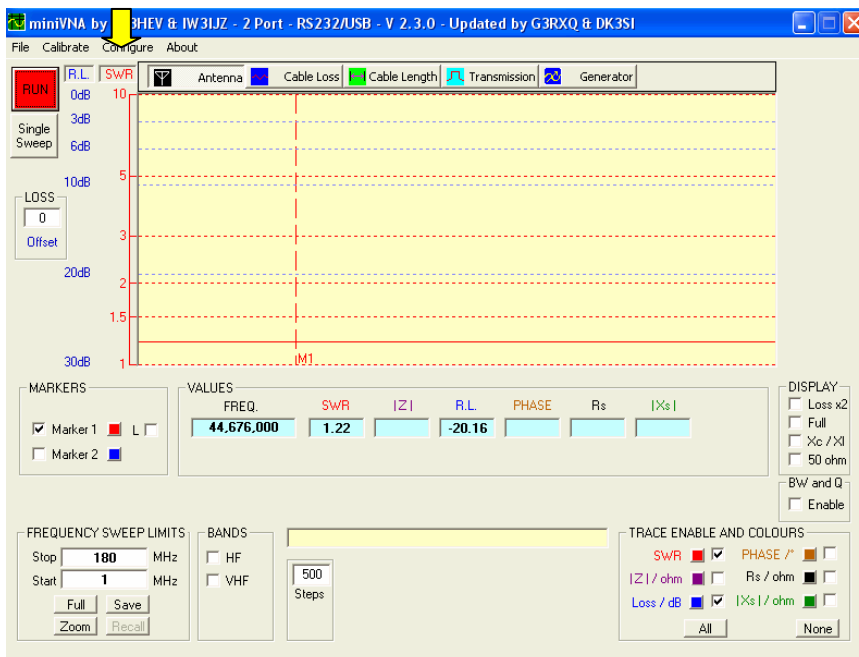 miniVNA by HEV & IW3IJZ - 2 Port - RS232/USB - V 2.3.0 - Updated by G3RXQ & DK3SI
File Calibrate Configure About
RUN
Single
Sweep
LOSS
0
Offset
R.L. SWR
0dB 10
3dB
6dB
10dB 5
3
20dB 2
1.5
30dB 1
Antenna Cable Loss Cable Length Transmission Generator
M1
MARKERS
Marker 1 L
Marker 2
VALUES
FREQ. SWR |Z| R.L. PHASE Rs |Xs|
44,676,000 1.22 -20.16
DISPLAY
Loss x2
Full
Xc / Xl
50 ohm
BW and Q
Enable
FREQUENCY SWEEP LIMITS
Stop 180 MHz
Start 1 MHz
Full Save
Zoom Recall
BANDS
HF
VHF
500
Steps
TRACE ENABLE AND COLOURS
SWR PHASE /°
|Z| / ohm Rs / ohm
Loss / dB |Xs| / ohm
All None